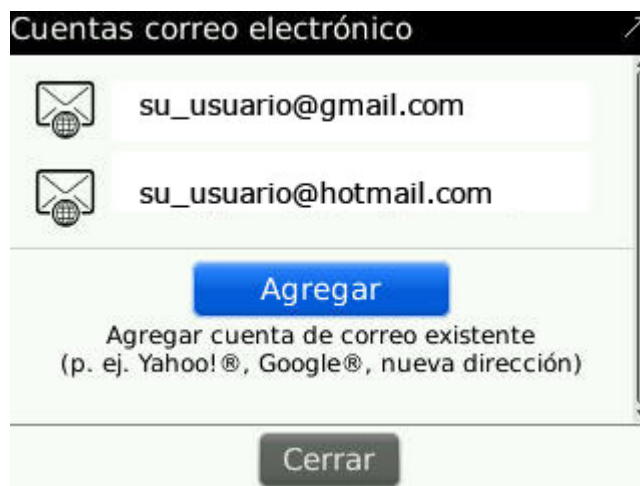 Cuentas correo electrónico
su_usuario@gmail.com
su_usuario@hotmail.com
Agregar
Agregar cuenta de correo existente
(p. ej. Yahoo!®, Google®, nueva dirección)
Cerrar